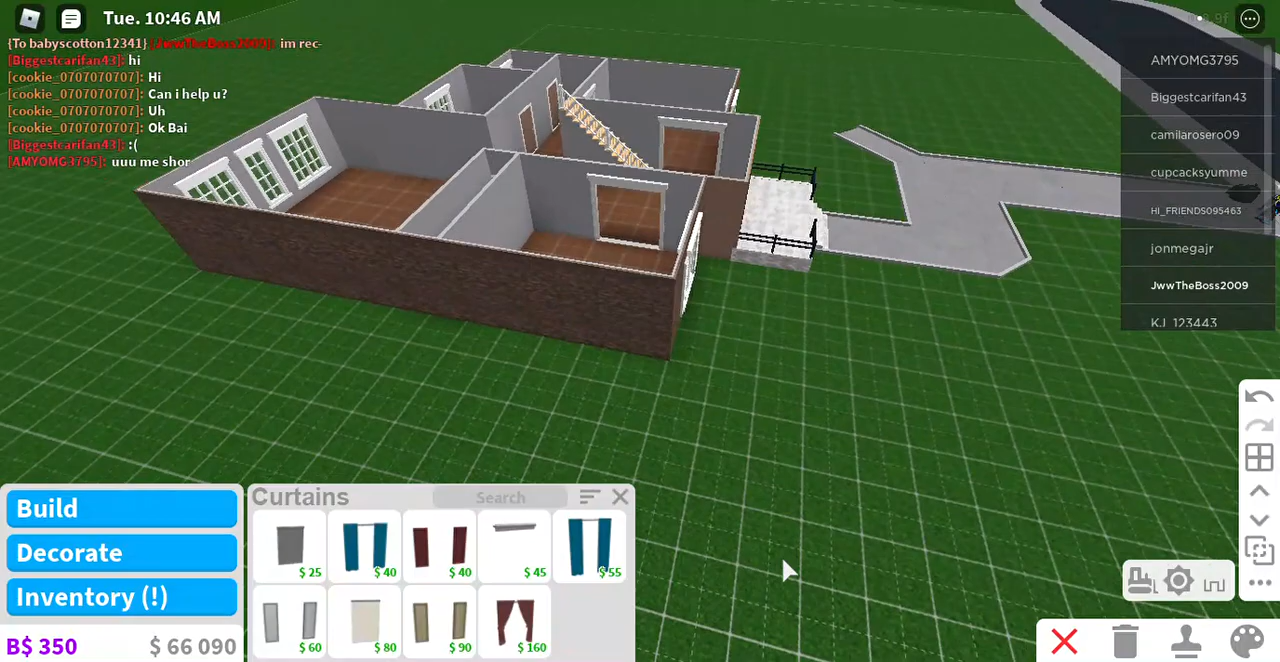 Tue. 10:46 AM
[To babyscotton12341] [JwwTheBoss2009]: im rec-
[Biggestcarifan43]: hi
[cookie_0707070707]: Hi
[cookie_0707070707]: Can i help u?
[cookie_0707070707]: Uh
[cookie_0707070707]: Ok Bai
[Biggestcarifan43]: :(
[AMYOMG3795]: uuu me shor
AMYOMG3795
Biggestcarifan43
camilarosero09
cupcacksyumme
HI_FRIENDS095463
jonmegajr
JwwTheBoss2009
KJ_123443
Build
Decorate
Inventory (!)
B$ 350 $ 66 090
Curtains Search
$ 25 $ 40 $ 40 $ 45 $ 55
$ 60 $ 80 $ 90 $ 160